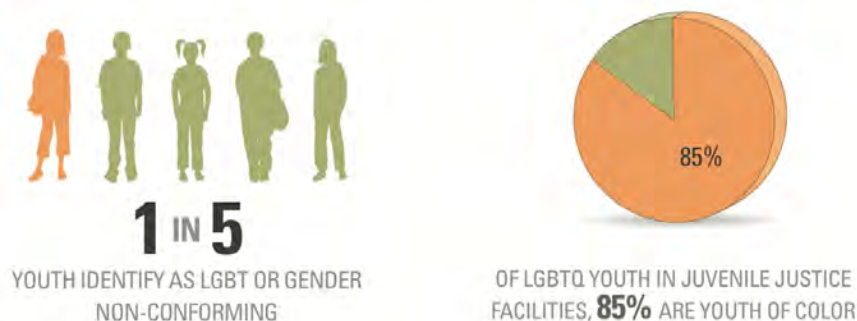 1 IN 5
YOUTH IDENTIFY AS LGBT OR GENDER
NON-CONFORMING
85%
OF LGBTQ YOUTH IN JUVENILE JUSTICE
FACILITIES, 85% ARE YOUTH OF COLOR